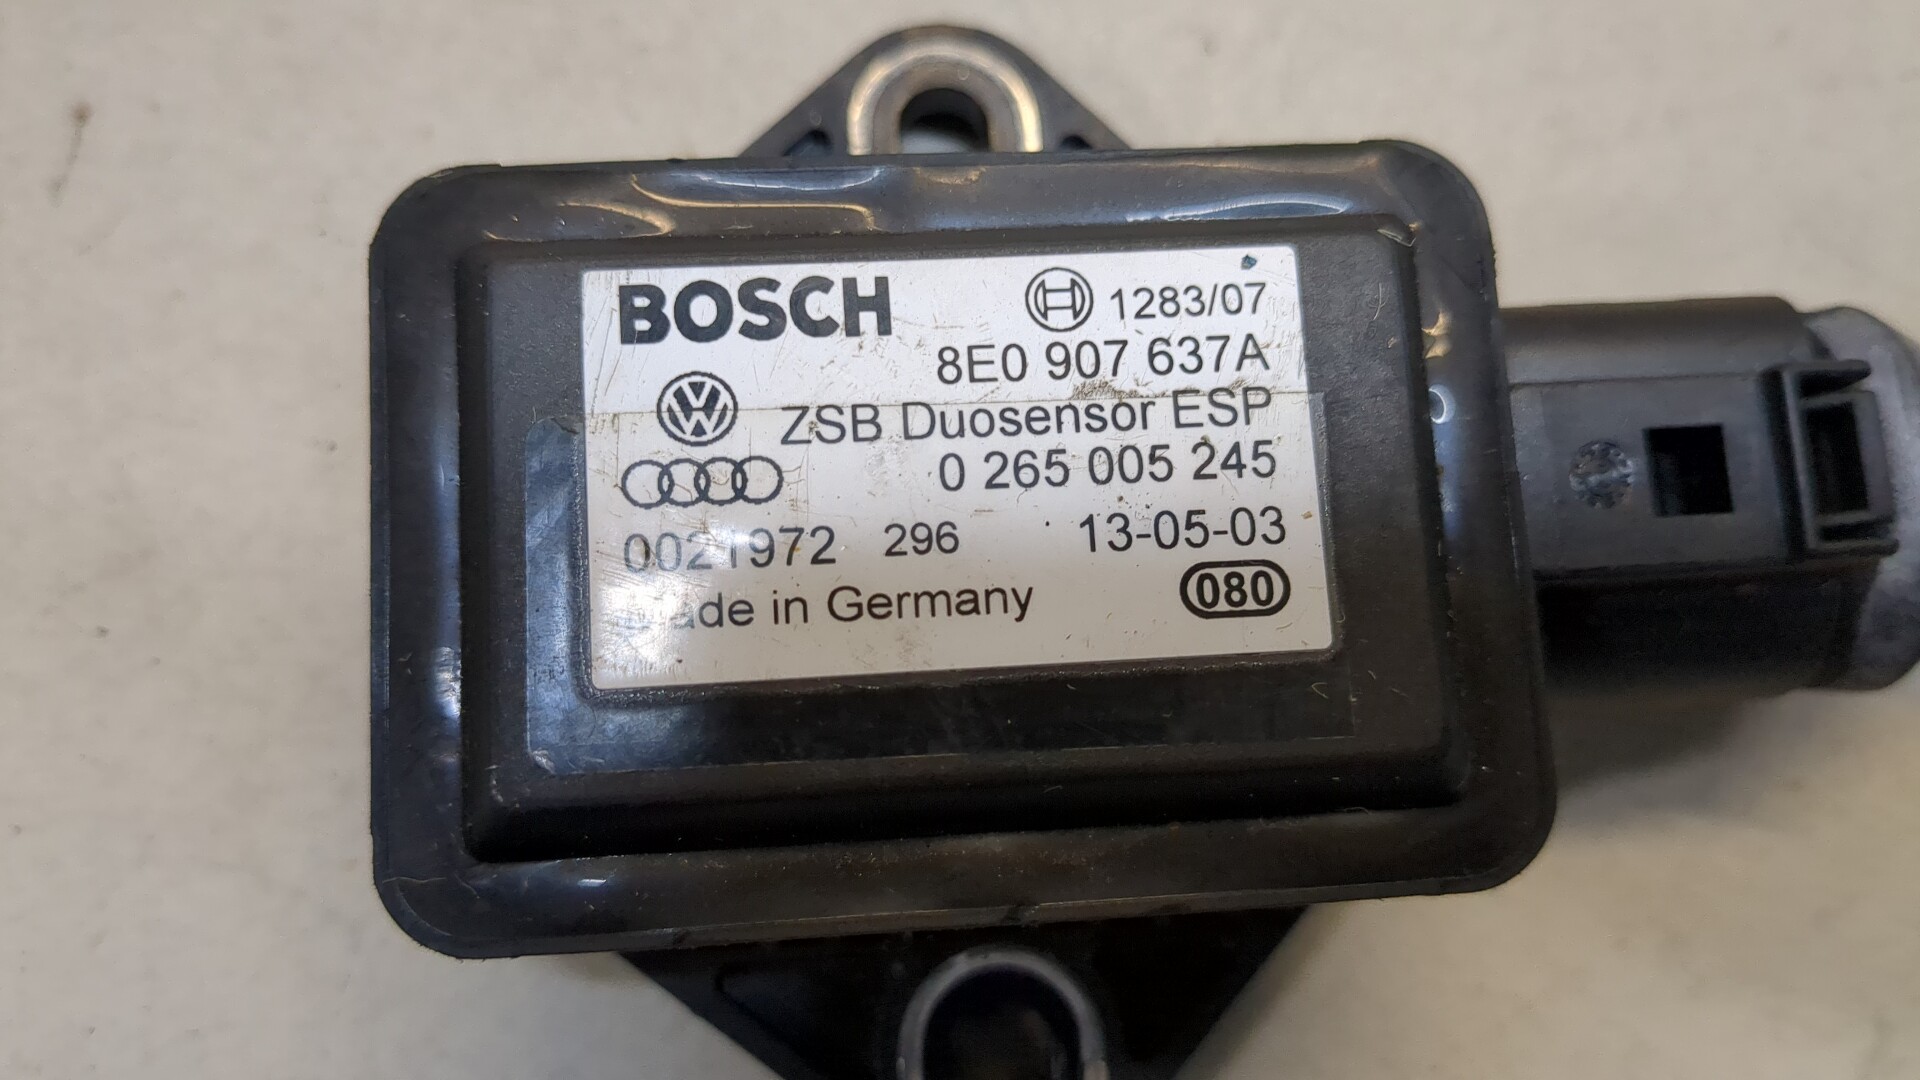 BOSCH 1283/07
8E0 907 637A
ZSB Duosensor ESP
0 265 005 245
0021972 296 13-05-03
Made in Germany 080